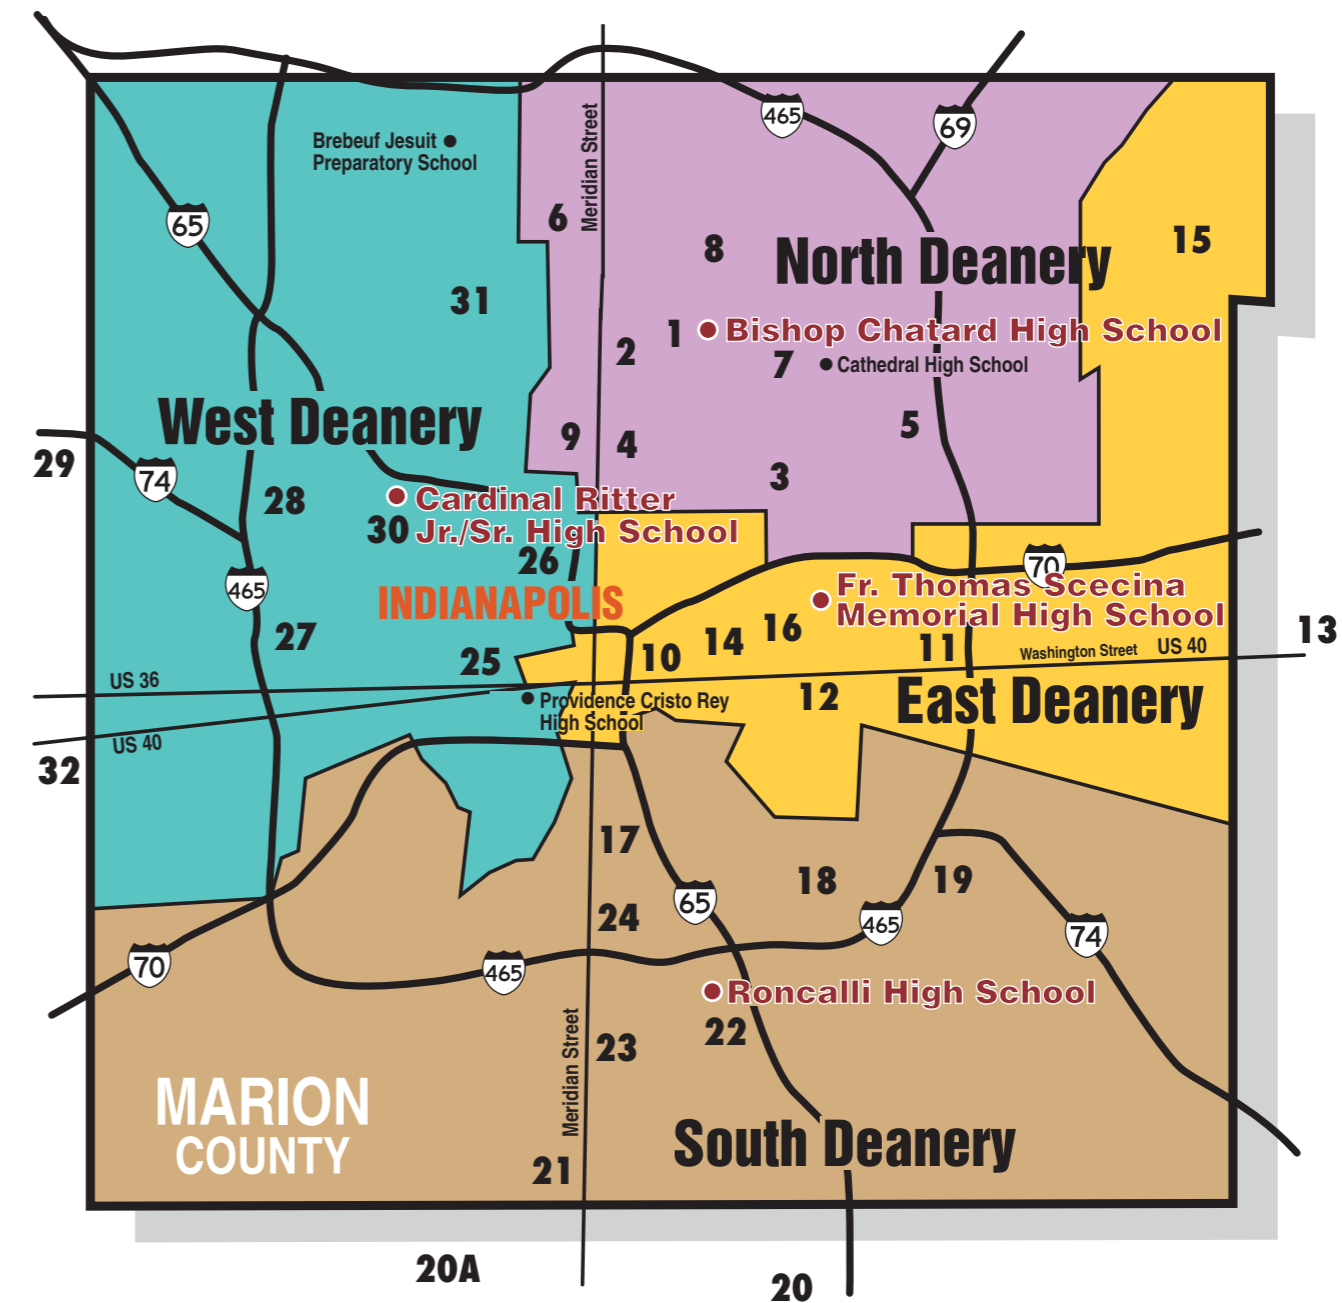 465
69
Meridian Street
Brebeuf Jesuit
Preparatory School
65
6
8
15
North Deanery
31
1
Bishop Chatard High School
2
7
Cathedral High School
West Deanery
5
9
4
29
74
3
28
Cardinal Ritter
30
Jr./Sr. High School
26
70
465
Fr. Thomas Scecina
Memorial High School
INDIANAPOLIS
27
16
14
13
25
10
11
Washington Street
US 40
US 36
12
East Deanery
Providence Cristo Rey
High School
US 40
32
17
18
19
65
24
465
74
70
465
Roncalli High School
22
23
Meridian Street
MARION
COUNTY
South Deanery
21
20A
20